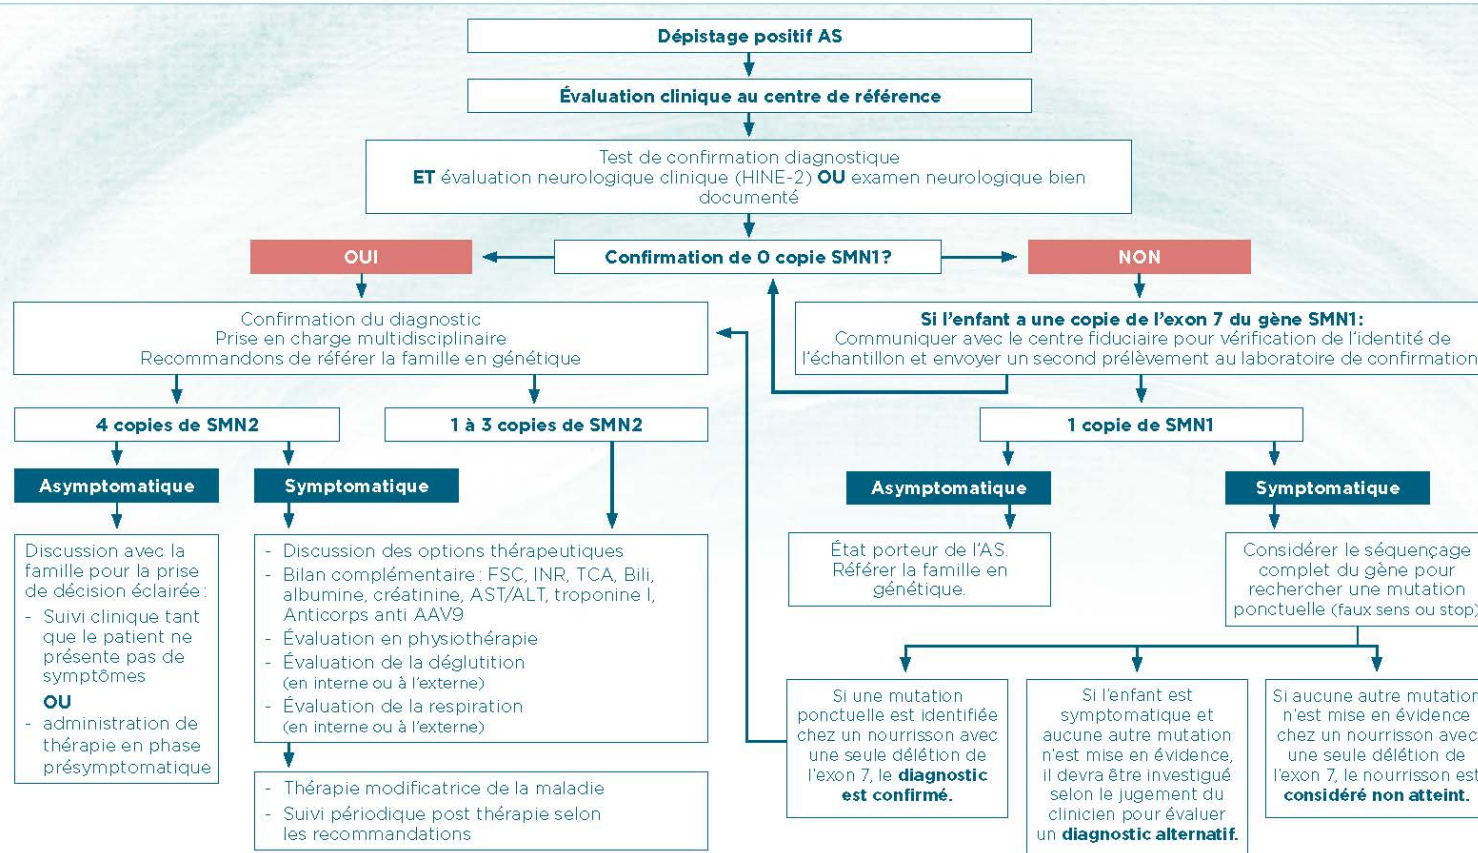 Dépistage positif AS
Évaluation clinique au centre de référence
Test de confirmation diagnostique
ET évaluation neurologique clinique (HINE-2) OU examen neurologique bien
documenté
OUI
Confirmation de 0 copie SMN1?
NON
Confirmation du diagnostic
Prise en charge multidisciplinaire
Recommandons de référer la famille en génétique
Si l'enfant a une copie de l'exon 7 du gène SMN1:
Communiquer avec le centre fiduciaire pour vérification de l'identité de
l'échantillon et envoyer un second prélèvement au laboratoire de confirmation
4 copies de SMN2
1 à 3 copies de SMN2
1 copie de SMN1
Asymptomatique
Symptomatique
Asymptomatique
Symptomatique
Discussion avec la
famille pour la prise
de décision éclairée :
- Suivi clinique tant
que le patient ne
présente pas de
symptômes
OU
- administration de
thérapie en phase
présymptomatique
- Discussion des options thérapeutiques
- Bilan complémentaire : FSC, INR, TCA, Bili,
albumine, créatinine, AST/ALT, troponine I,
Anticorps anti AAV9
- Évaluation en physiothérapie
- Évaluation de la déglutition
(en interne ou à l'externe)
- Évaluation de la respiration
(en interne ou à l'externe)
- Thérapie modificatrice de la maladie
- Suivi périodique post thérapie selon
les recommandations
État porteur de l'AS.
Référer la famille en
génétique.
Considérer le séquençage
complet du gène pour
rechercher une mutation
ponctuelle (faux sens ou stop)
Si une mutation
ponctuelle est identifiée
chez un nourrisson avec
une seule délétion de
l'exon 7, le diagnostic
est confirmé.
Si l'enfant est
symptomatique et
aucune autre mutation
n'est mise en évidence,
il devra être investigué
selon le jugement du
clinicien pour évaluer
un diagnostic alternatif.
Si aucune autre mutation
n'est mise en évidence
chez un nourrisson avec
une seule délétion de
l'exon 7, le nourrisson est
considéré non atteint.